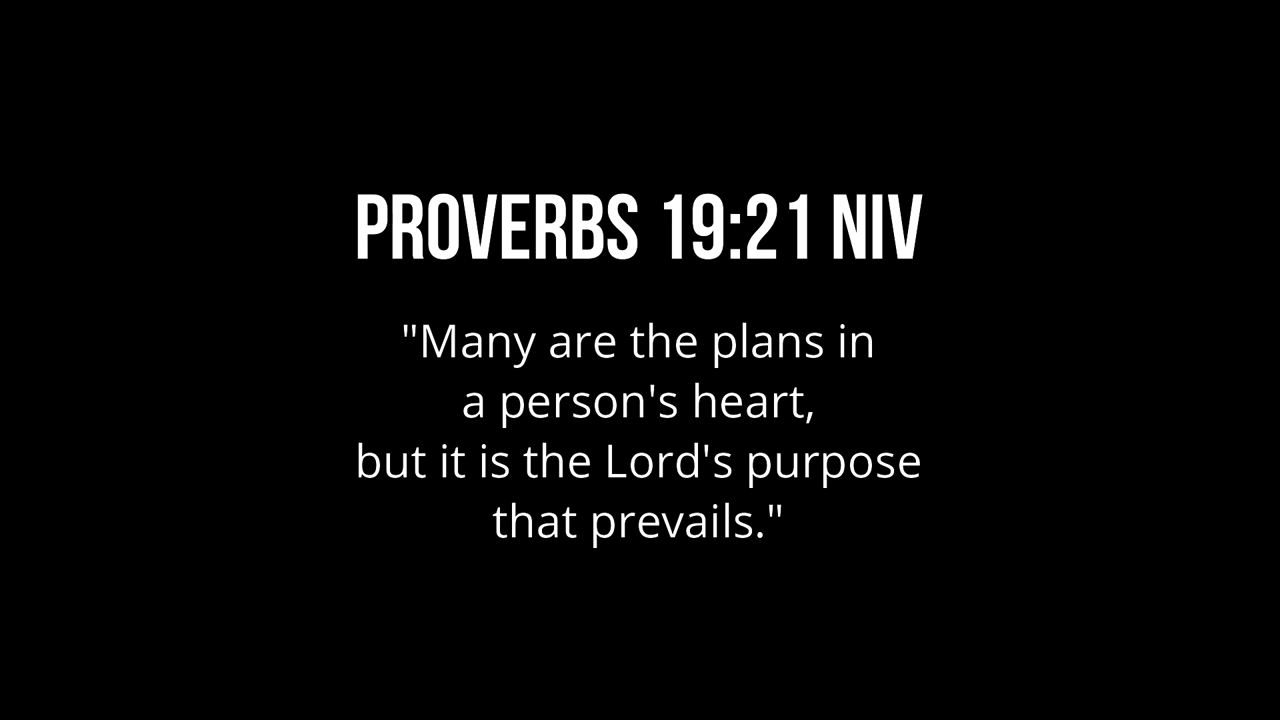 PROVERBS 19:21 NIV
"Many are the plans in
a person's heart,
but it is the Lord's purpose
that prevails."